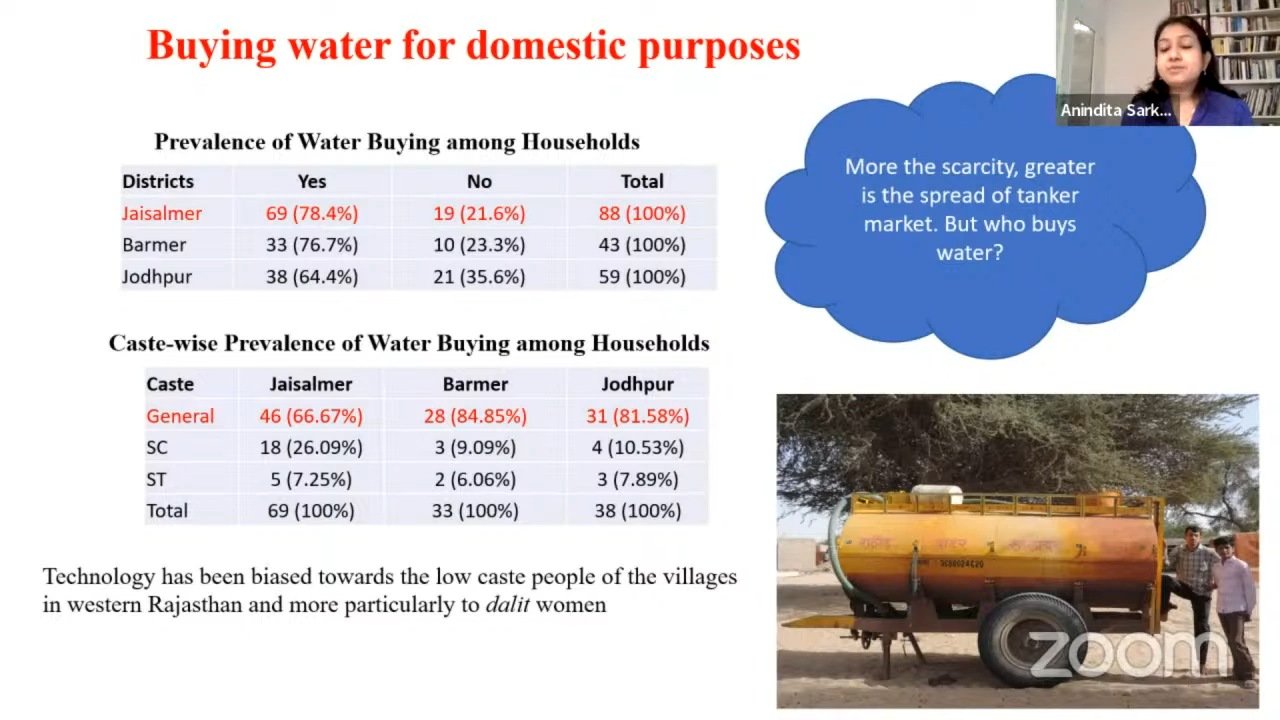 Buying water for domestic purposes
Anindita Sark...
Prevalence of Water Buying among Households
Districts Yes No Total
Jaisalmer 69 (78.4%) 19 (21.6%) 88 (100%)
Barmer 33 (76.7%) 10 (23.3%) 43 (100%)
Jodhpur 38 (64.4%) 21 (35.6%) 59 (100%)
More the scarcity, greater
is the spread of tanker
market. But who buys
water?
Caste-wise Prevalence of Water Buying among Households
Caste Jaisalmer Barmer Jodhpur
General 46 (66.67%) 28 (84.85%) 31 (81.58%)
SC 18 (26.09%) 3 (9.09%) 4 (10.53%)
ST 5 (7.25%) 2 (6.06%) 3 (7.89%)
Total 69 (100%) 33 (100%) 38 (100%)
Technology has been biased towards the low caste people of the villages
in western Rajasthan and more particularly to dalit women
zoom